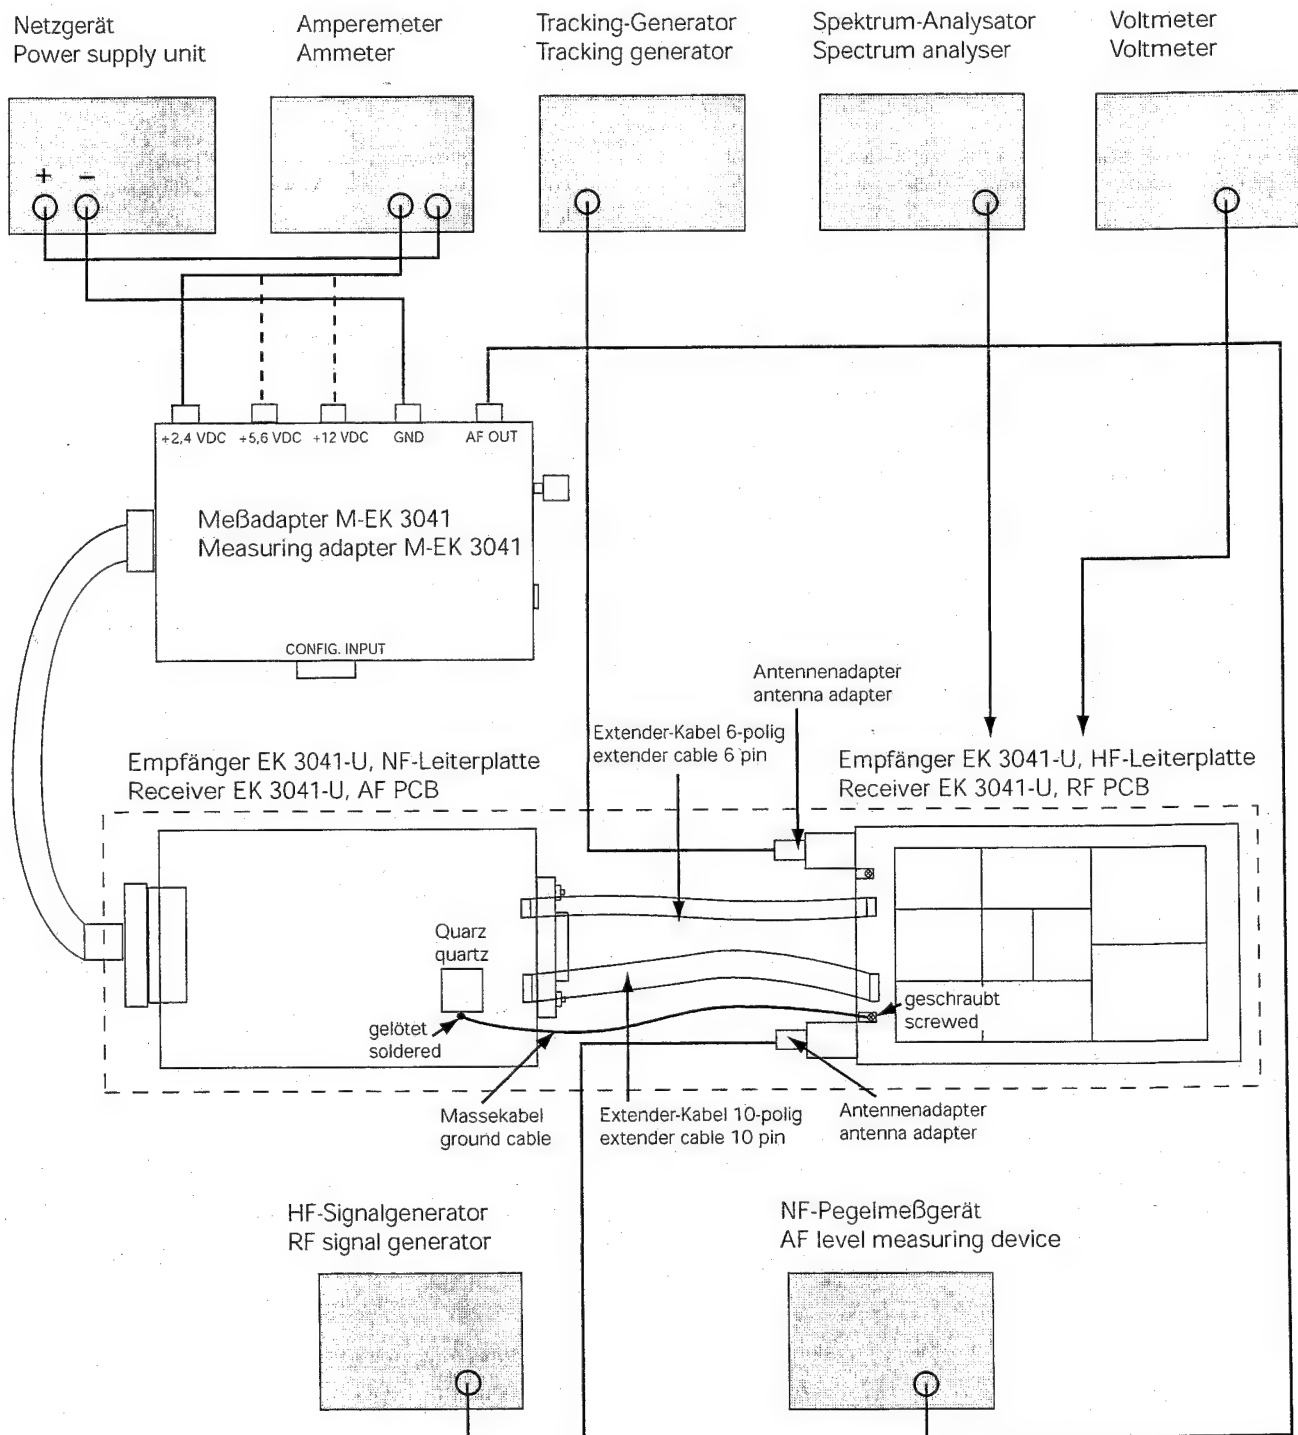 Netzgerät
Power supply unit
Amperemeter
Ammeter
Tracking-Generator
Tracking generator
Spektrum-Analysator
Spectrum analyser
Voltmeter
Voltmeter
+ –
+2,4 VDC
+5,6 VDC
+12 VDC
GND
AF OUT
Meßadapter M-EK 3041
Measuring adapter M-EK 3041
CONFIG. INPUT
Antennenadapter
antenna adapter
Extender-Kabel 6-polig
extender cable 6 pin
Empfänger EK 3041-U, NF-Leiterplatte
Receiver EK 3041-U, AF PCB
Empfänger EK 3041-U, HF-Leiterplatte
Receiver EK 3041-U, RF PCB
Quarz
quartz
gelötet
soldered
geschraubt
screwed
Massekabel
ground cable
Extender-Kabel 10-polig
extender cable 10 pin
Antennenadapter
antenna adapter
HF-Signalgenerator
RF signal generator
NF-Pegelmeßgerät
AF level measuring device